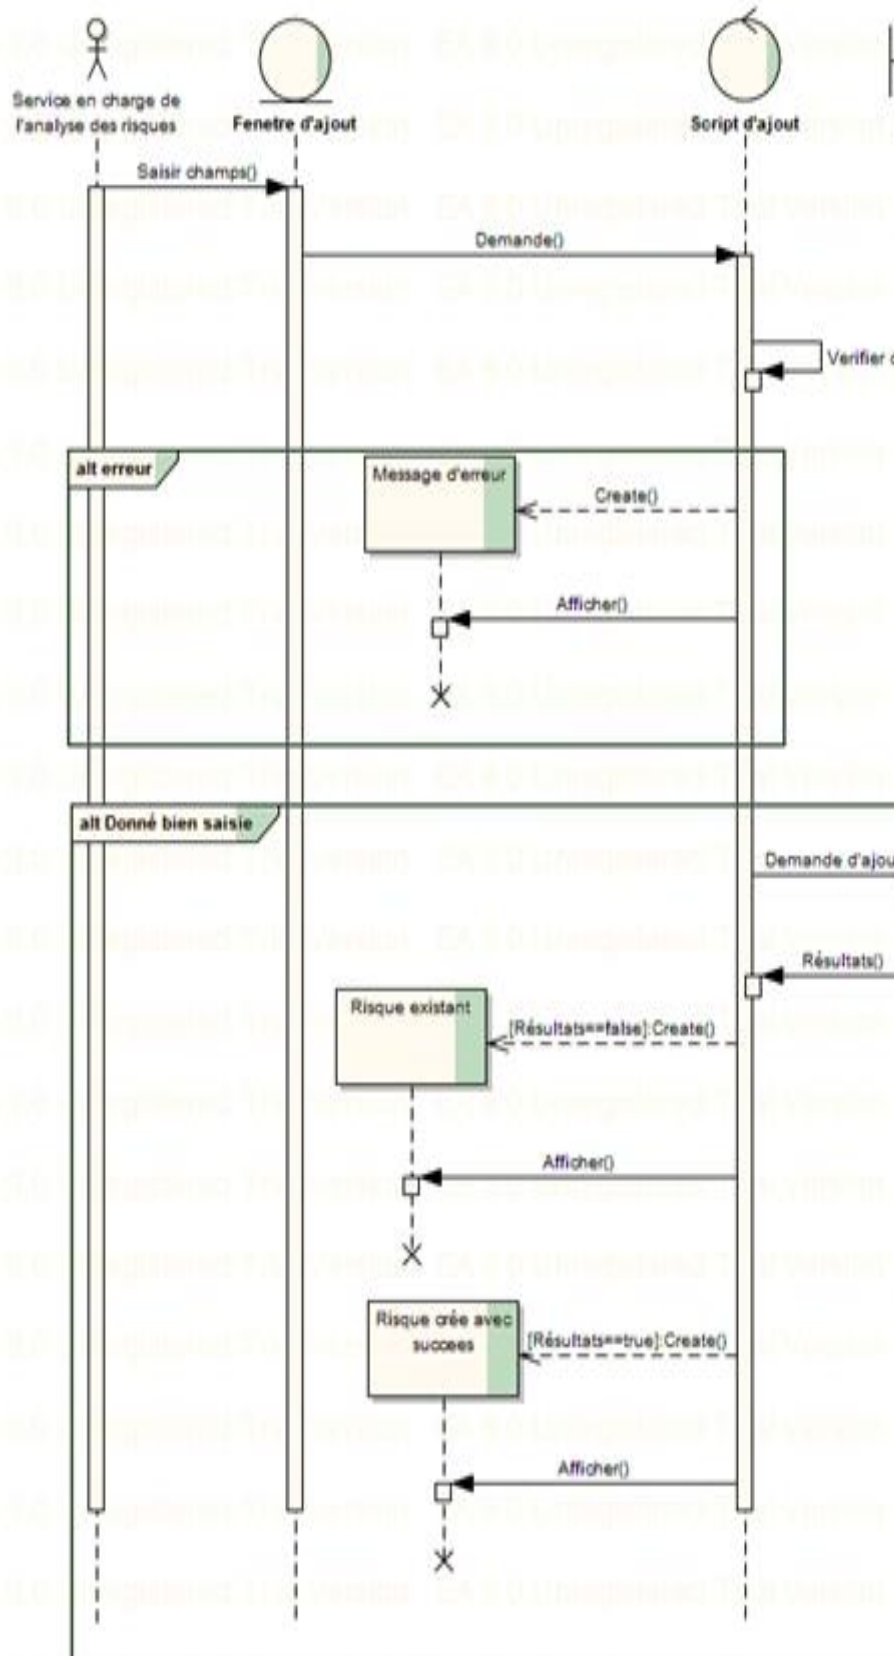 Service en charge de
l'analyse des risques
Fenetre d'ajout
Script d'ajout
Saisir champs()
Demande()
Verifier
alt erreur
Message d'erreur
Create()
Afficher()
alt Donné bien saisie
Demande d'ajou
Résultats()
Risque existant
[Résultats==false]:Create()
Afficher()
Risque crée avec
succees
[Résultats==true]:Create()
Afficher()